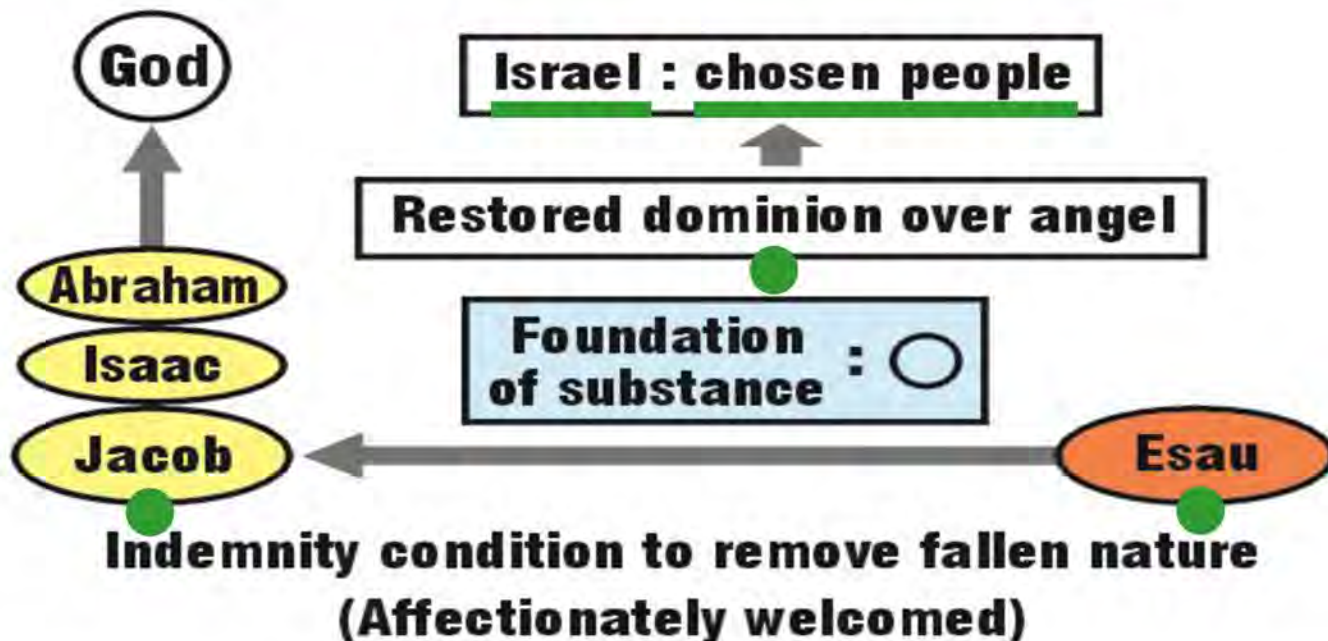 God
Israel : chosen people
Restored dominion over angel
Abraham
Isaac
Jacob
Foundation
of substance :
Esau
Indemnity condition to remove fallen nature
(Affectionately welcomed)